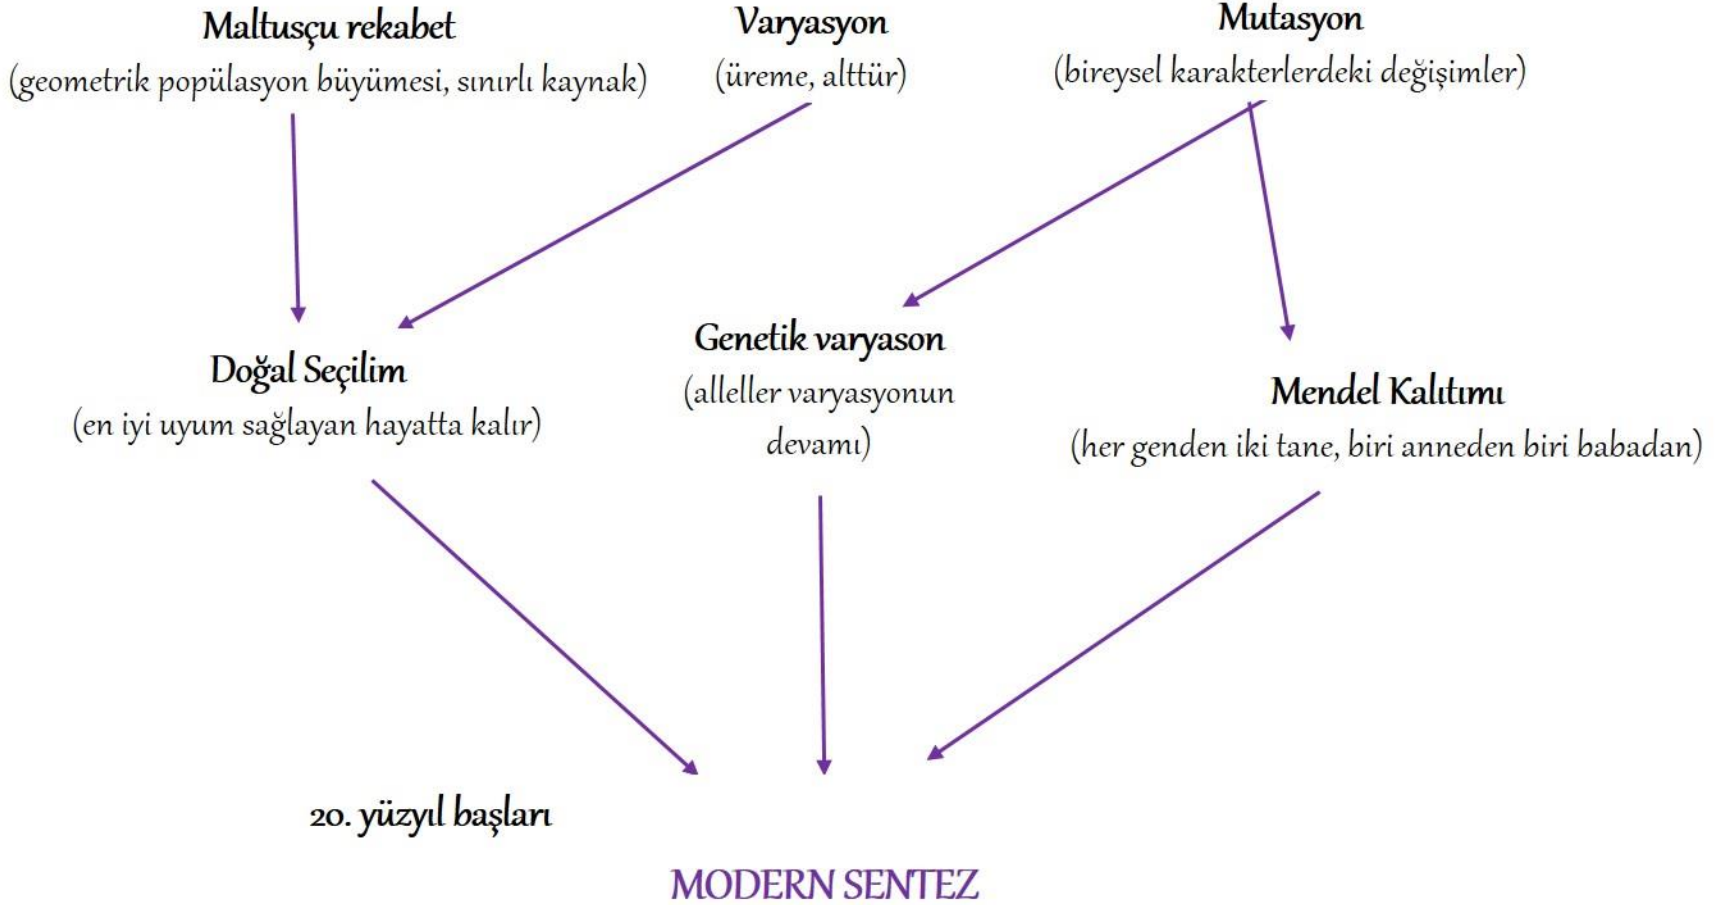 Maltusçu rekabet
(geometrik popülasyon büyümesi, sınırlı kaynak)
Varyasyon
(üreme, alttür)
Mutasyon
(bireysel karakterlerdeki değişimler)
Doğal Seçilim
(en iyi uyum sağlayan hayatta kalır)
Genetik varyason
(alleller varyasyonun
devamı)
Mendel Kalıtımı
(her genden iki tane, biri anneden biri babadan)
20. yüzyıl başları
MODERN SENTEZ